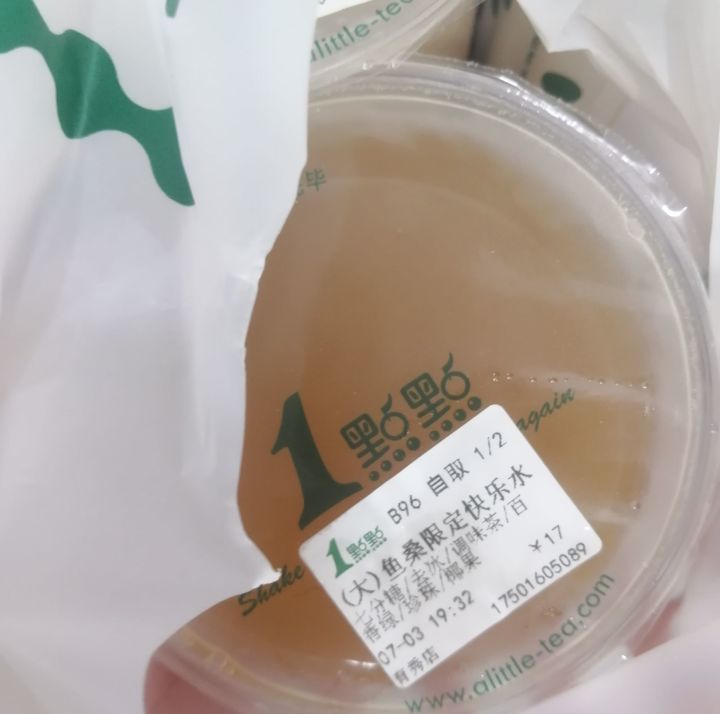 alittle-tea
毕
1點點
again
1點點 B96 自取 1/2
(大)鱼桑限定快乐水
七分糖/去冰/调味茶/百
香绿/珍珠/椰果
¥17
07-03 19:32 17501605089
育秀店
Shake
www.alittle-tea.com